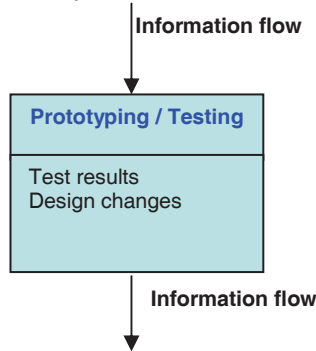 Information flow
Prototyping / Testing
Test results
Design changes
Information flow